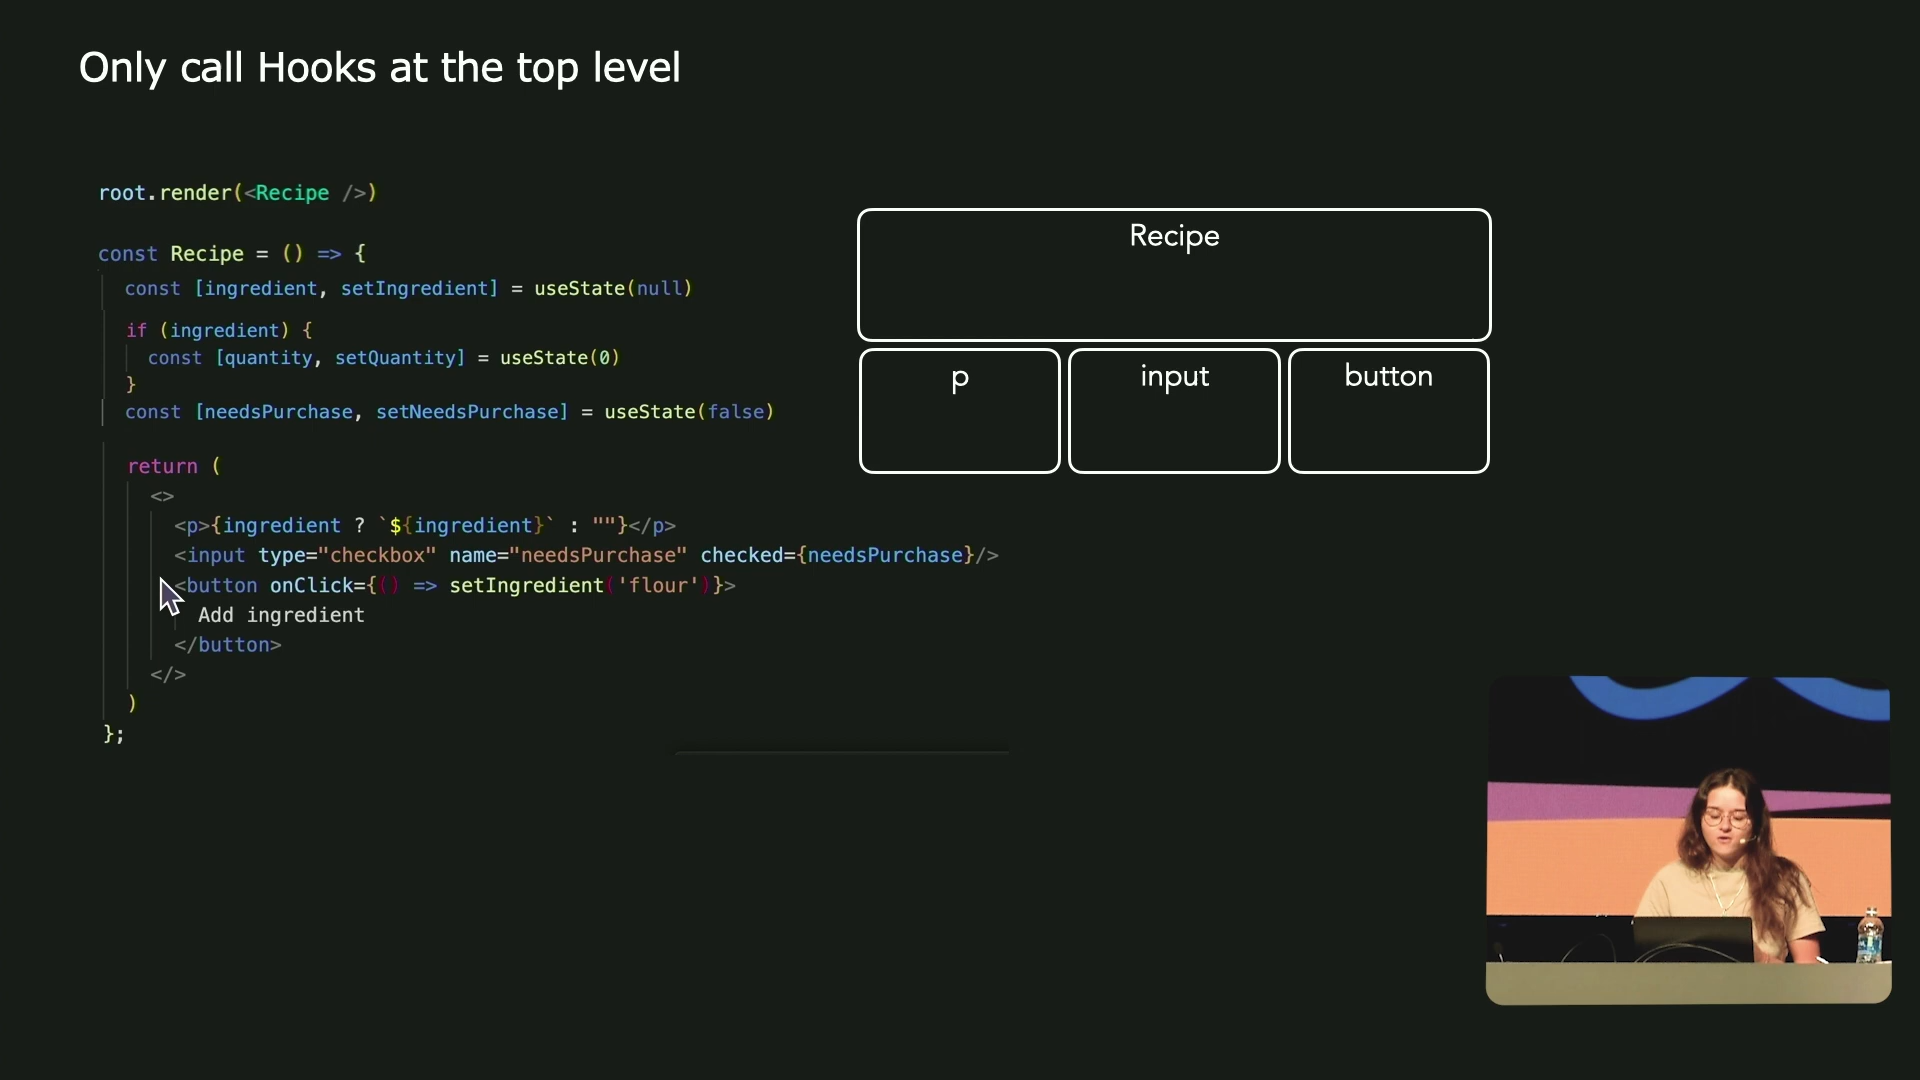 Only call Hooks at the top level
root.render(<Recipe />)
const Recipe = () => {
const [ingredient, setIngredient] = useState(null)
if (ingredient) {
const [quantity, setQuantity] = useState(0)
}
const [needsPurchase, setNeedsPurchase] = useState(false)
return (
<>
<p>{ingredient ? `${ingredient}` : ""}</p>
<input type="checkbox" name="needsPurchase" checked={needsPurchase}/>
<button onClick={() => setIngredient('flour')}>
Add ingredient
</button>
</>
)
};
Recipe
p
input
button